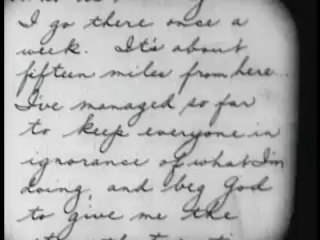 I go there once a
week. It's about
fifteen miles from here...
I've managed so far
to keep everyone in
ignorance of what I'm
doing, and beg God
to give me the